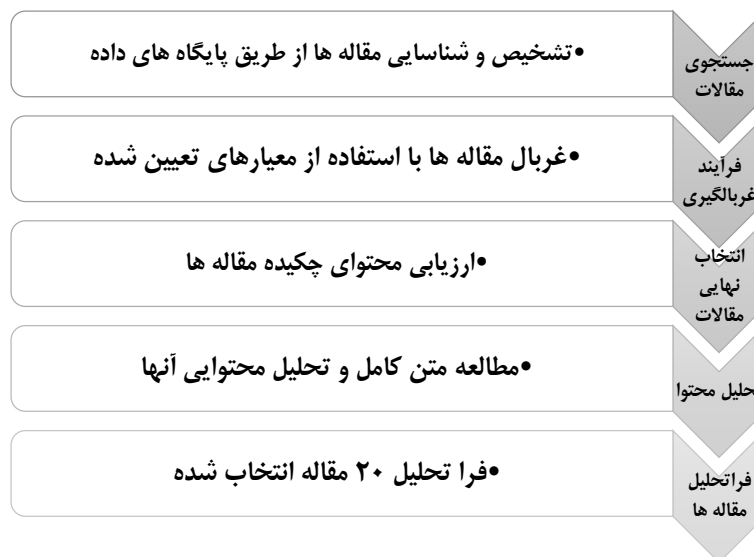 جستجوی
مقالات
•تشخیص و شناسایی مقاله ها از طریق پایگاه های داده
فرآیند
غربالگیری
•غربال مقاله ها با استفاده از معیارهای تعیین شده
انتخاب
نهایی
مقالات
•ارزیابی محتوای چکیده مقاله ها
حلیل محتوا
•مطالعه متن کامل و تحلیل محتوایی آنها
فراتحلیل
مقاله ها
•فرا تحلیل ۲۰ مقاله انتخاب شده